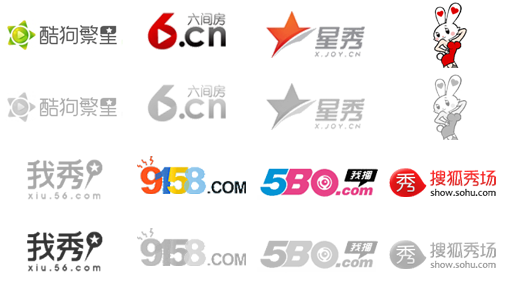 酷狗繁星
六间房
6.cn
星秀
X.JOY.CN
酷狗繁星
六间房
6.cn
星秀
X.JOY.CN
我秀
xiu.56.com
9158.COM
5BO.com
我播
秀
搜狐秀场
show.sohu.com
我秀
xiu.56.com
9158.COM
5BO.com
我播
秀
搜狐秀场
show.sohu.com